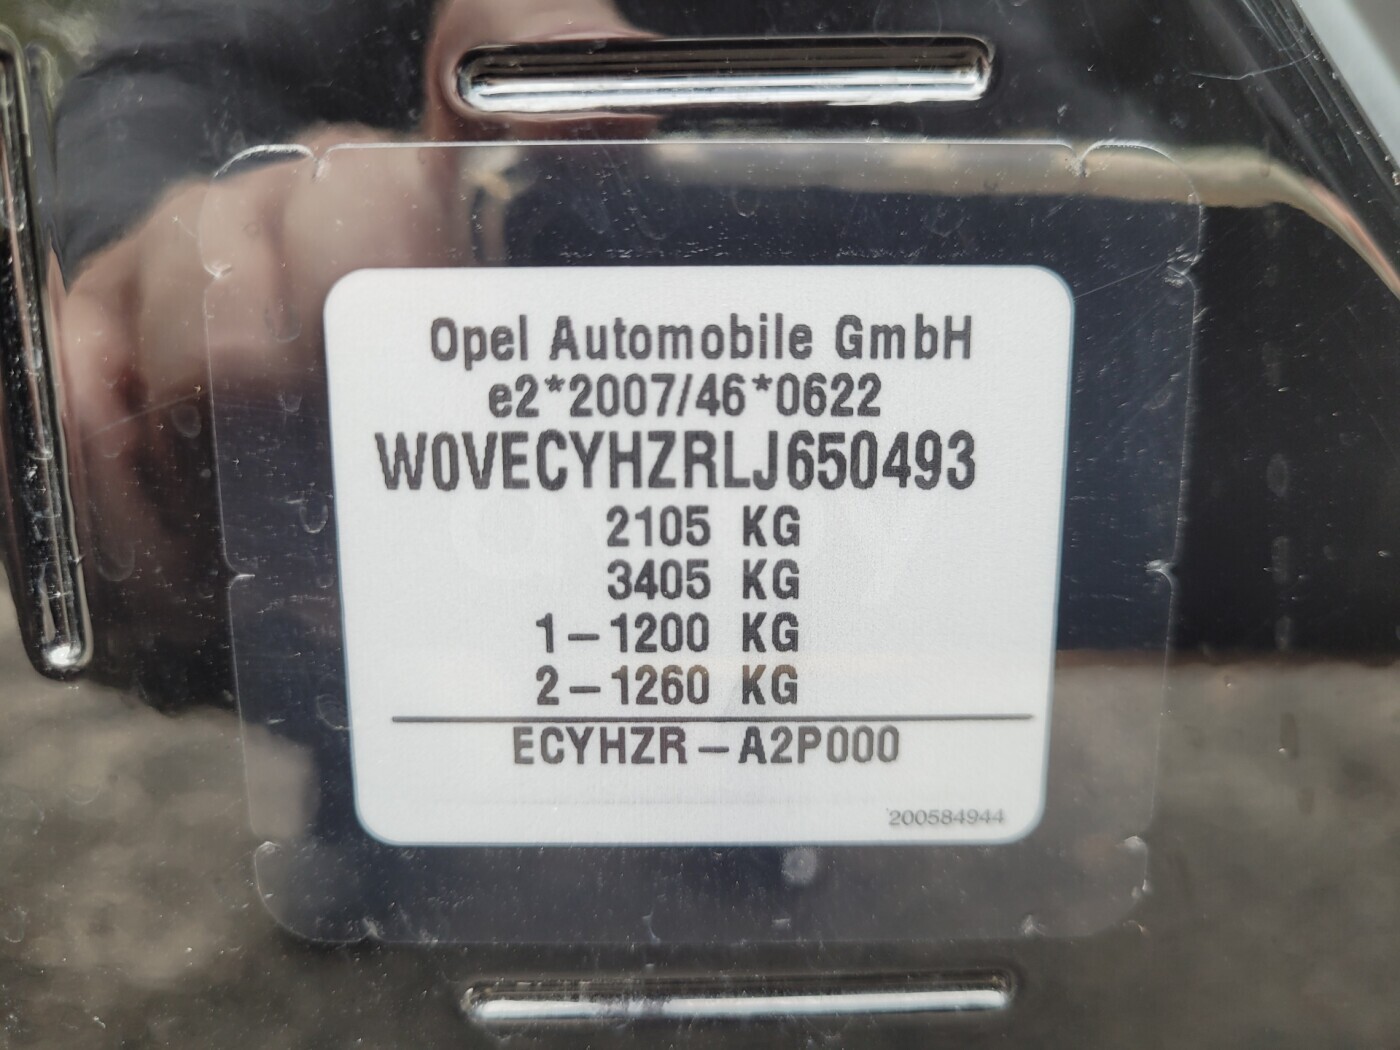 Opel Automobile GmbH
e2*2007/46*0622
W0VECYHZRLJ650493
2105 KG
3405 KG
1-1200 KG
2-1260 KG
ECYHZR-A2P000
200584944